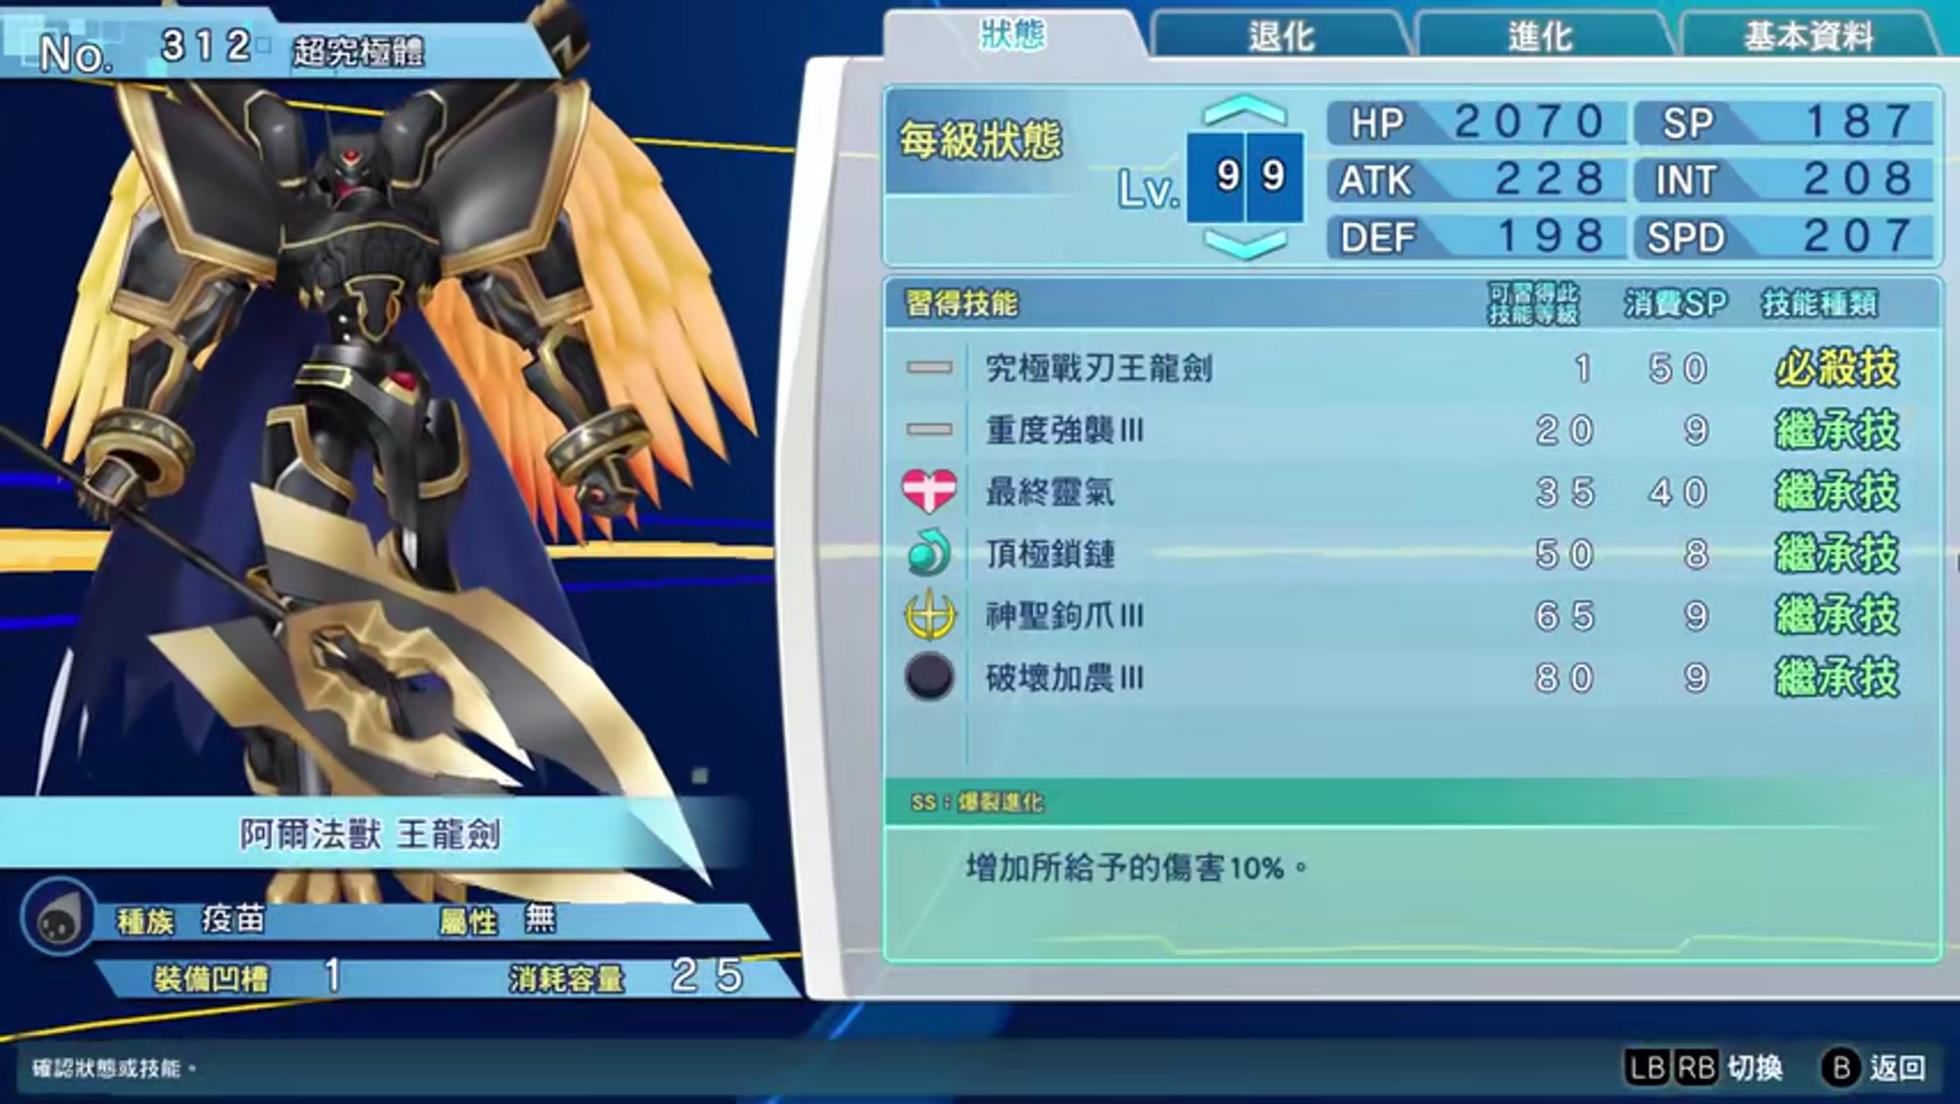 No. 312 超究極體
狀態 退化 進化 基本資料
每級狀態
Lv. 99
HP 2070 SP 187
ATK 228 INT 208
DEF 198 SPD 207
習得技能 可習得此技能等級 消費SP 技能種類
究極戰刃王龍劍 1 50 必殺技
重度強襲III 20 9 繼承技
最終靈氣 35 40 繼承技
頂極鎖鏈 50 8 繼承技
神聖鉤爪III 65 9 繼承技
破壞加農III 80 9 繼承技
SS：爆裂進化
增加所給予的傷害10%。
阿爾法獸 王龍劍
種族 疫苗 屬性 無
裝備凹槽 1 消耗容量 25
確認狀態或技能。
LB RB 切換 B 返回